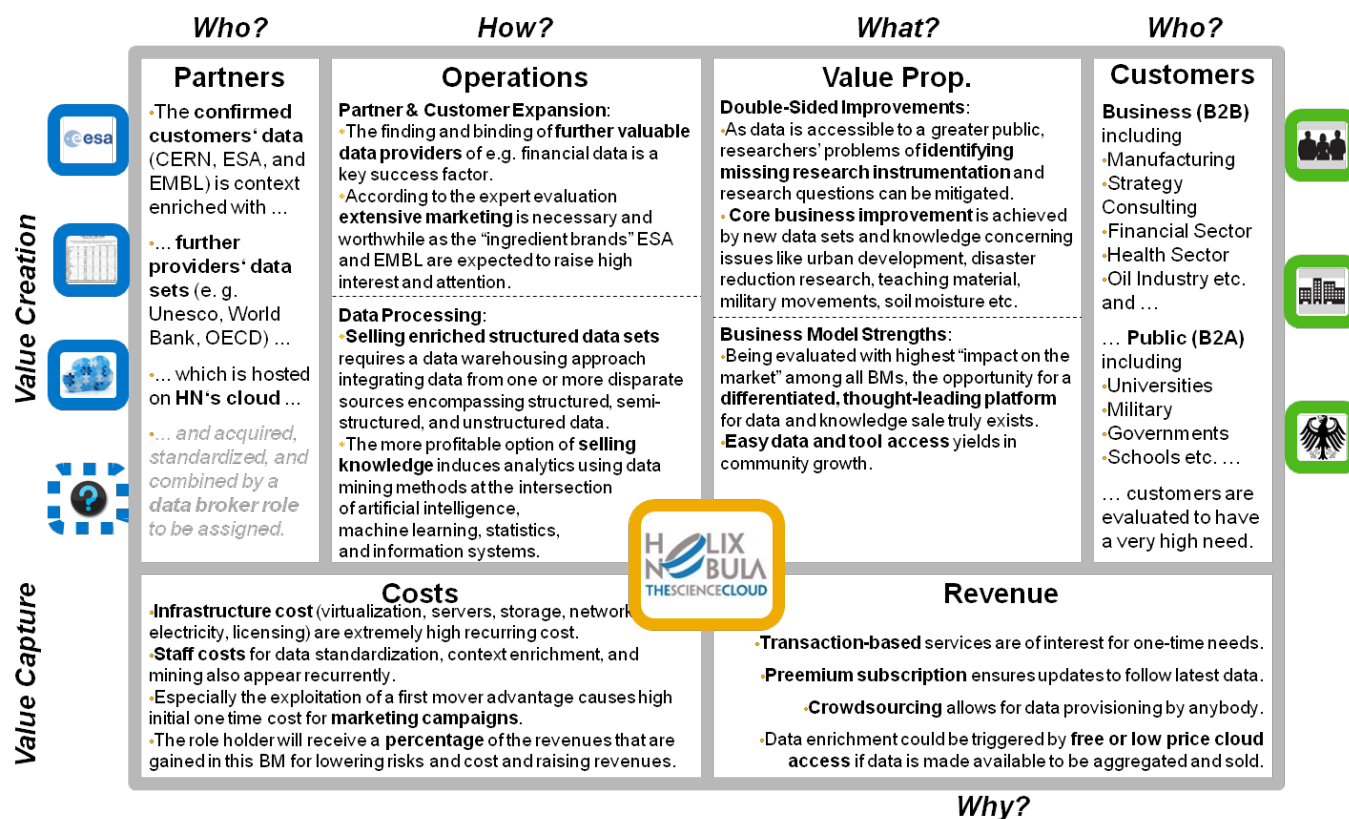 Who?
How?
What?
Who?
Value Creation
Value Capture
Partners
•The confirmed
customers‘ data
(CERN, ESA, and
EMBL) is context
enriched with …
•… further
providers‘ data
sets (e. g.
Unesco, World
Bank, OECD) …
•… which is hosted
on HN‘s cloud …
•… and acquired,
standardized, and
combined by a
data broker role
to be assigned.
esa
?
Operations
Partner & Customer Expansion:
•The finding and binding of further valuable
data providers of e.g. financial data is a
key success factor.
•According to the expert evaluation
extensive marketing is necessary and
worthwhile as the “ingredient brands” ESA
and EMBL are expected to raise high
interest and attention.
Data Processing:
•Selling enriched structured data sets
requires a data warehousing approach
integrating data from one or more disparate
sources encompassing structured, semi-
structured, and unstructured data.
•The more profitable option of selling
knowledge induces analytics using data
mining methods at the intersection
of artificial intelligence,
machine learning, statistics,
and information systems.
Value Prop.
Double-Sided Improvements:
•As data is accessible to a greater public,
researchers’ problems of identifying
missing research instrumentation and
research questions can be mitigated.
• Core business improvement is achieved
by new data sets and knowledge concerning
issues like urban development, disaster
reduction research, teaching material,
military movements, soil moisture etc.
Business Model Strengths:
•Being evaluated with highest “impact on the
market” among all BMs, the opportunity for a
differentiated, thought-leading platform
for data and knowledge sale truly exists.
•Easy data and tool access yields in
community growth.
Customers
Business (B2B)
including
•Manufacturing
•Strategy
Consulting
•Financial Sector
•Health Sector
•Oil Industry etc.
and …
… Public (B2A)
including
•Universities
•Military
•Governments
•Schools etc. …
… customers are
evaluated to have
a very high need.
HELIX
NEBULA
THESCIENCECLOUD
Costs
•Infrastructure cost (virtualization, servers, storage, network
electricity, licensing) are extremely high recurring cost.
•Staff costs for data standardization, context enrichment, and
mining also appear recurrently.
•Especially the exploitation of a first mover advantage causes high
initial one time cost for marketing campaigns.
•The role holder will receive a percentage of the revenues that are
gained in this BM for lowering risks and cost and raising revenues.
Revenue
•Transaction-based services are of interest for one-time needs.
•Preemium subscription ensures updates to follow latest data.
•Crowdsourcing allows for data provisioning by anybody.
•Data enrichment could be triggered by free or low price cloud
access if data is made available to be aggregated and sold.
Why?